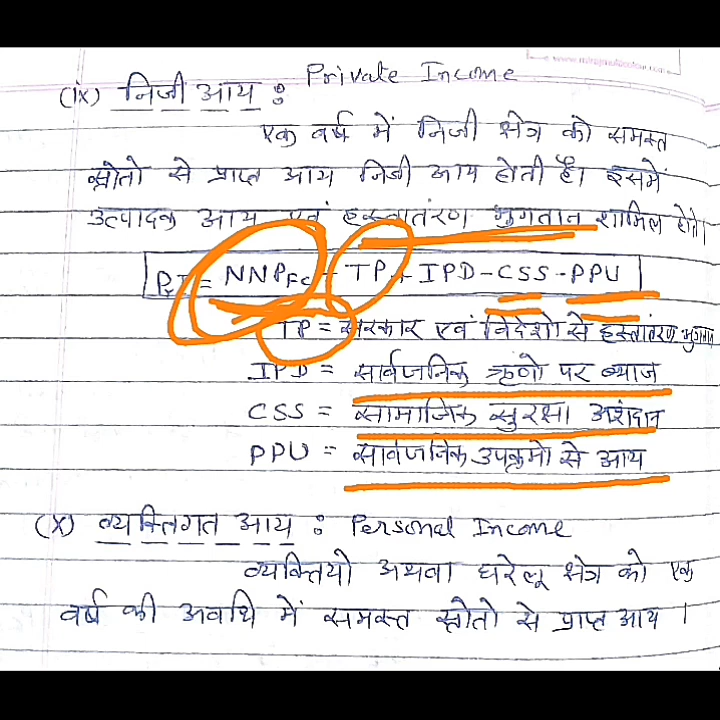 Private Income
(ix) निजी आय :
एक वर्ष में निजी क्षेत्र को समस्त
स्रोतो से प्राप्त आय निजी आय होती है। इसमें
उत्पादक आय एवं हस्तातंरण भुगतान शामिल होते।
PI = NNPFC + TP + IPD - CSS - PPU
TP = सरकार एवं विदेशो से हस्तांतरण भुगतान
IPD = सार्वजनिक ऋणो पर ब्याज
CSS = सामाजिक सुरक्षा अशंदान
PPU = सार्वजनिक उपक्रमो से आय
(x) व्यक्तिगत आय : Personal Income
व्यक्तियो अथवा घरेलू क्षेत्र को एक
वर्ष की अवधि में समस्त स्रोतो से प्राप्त आय ।